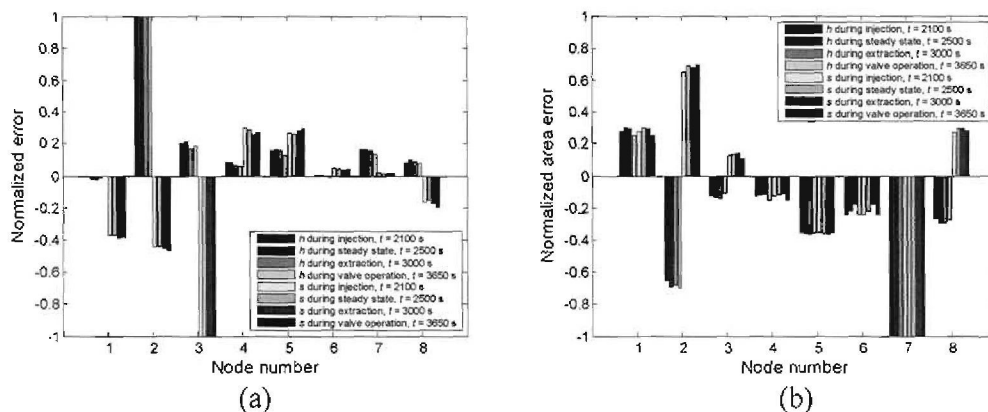 1
0.8
0.6
0.4
0.2
0
-0.2
-0.4
-0.6
-0.8
-1
Normalized error
h during injection, t = 2100 s
h during steady state, t = 2500 s
h during extraction, t = 3000 s
h during valve operation, t = 3650 s
s during injection, t = 2100 s
s during steady state, t = 2500 s
s during extraction, t = 3000 s
s during valve operation, t = 3650 s
1 2 3 4 5 6 7 8
Node number
(a)
1
0.8
0.6
0.4
0.2
0
-0.2
-0.4
-0.6
-0.8
-1
Normalized area error
h during injection, t = 2100 s
h during steady state, t = 2500 s
h during extraction, t = 3000 s
h during valve operation, t = 3650 s
s during injection, t = 2100 s
s during steady state, t = 2500 s
s during extraction, t = 3000 s
s during valve operation, t = 3650 s
1 2 3 4 5 6 7 8
Node number
(b)